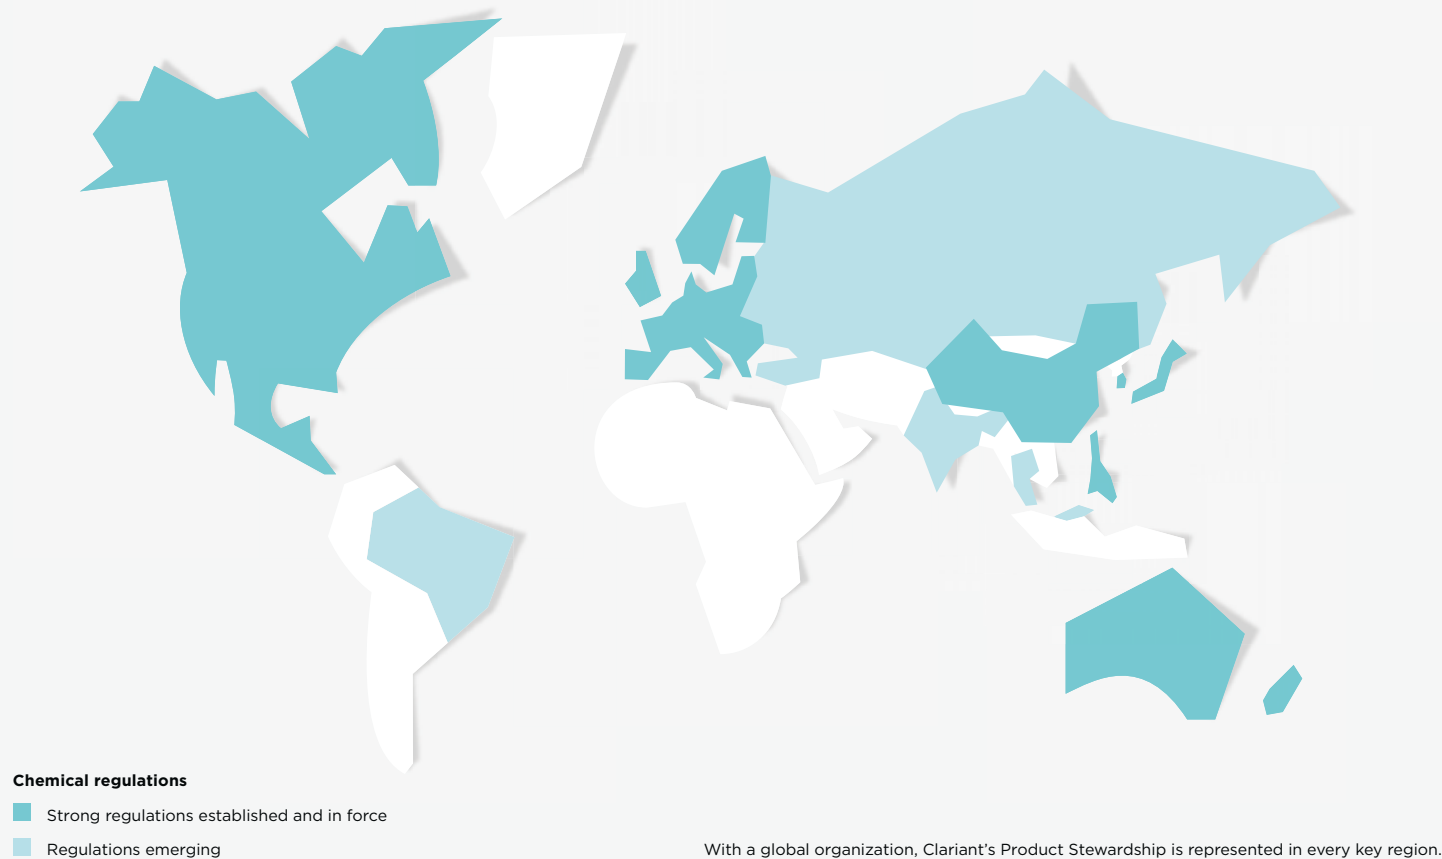 Chemical regulations
Strong regulations established and in force
Regulations emerging
With a global organization, Clariant’s Product Stewardship is represented in every key region.